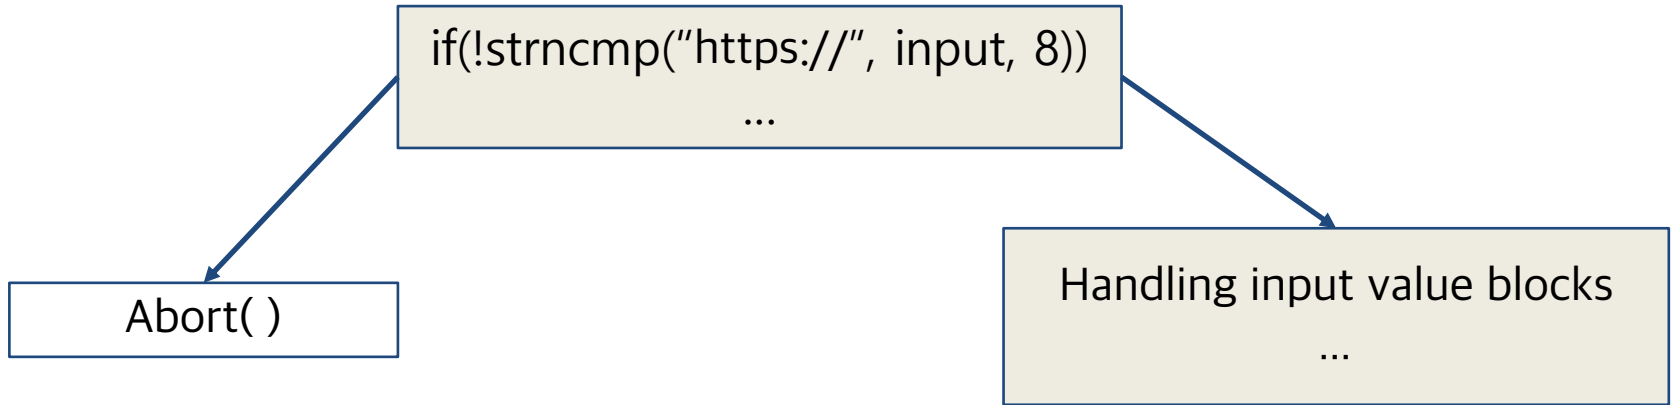 if(!strncmp(“https://”, input, 8))
...
Abort( )
Handling input value blocks
...